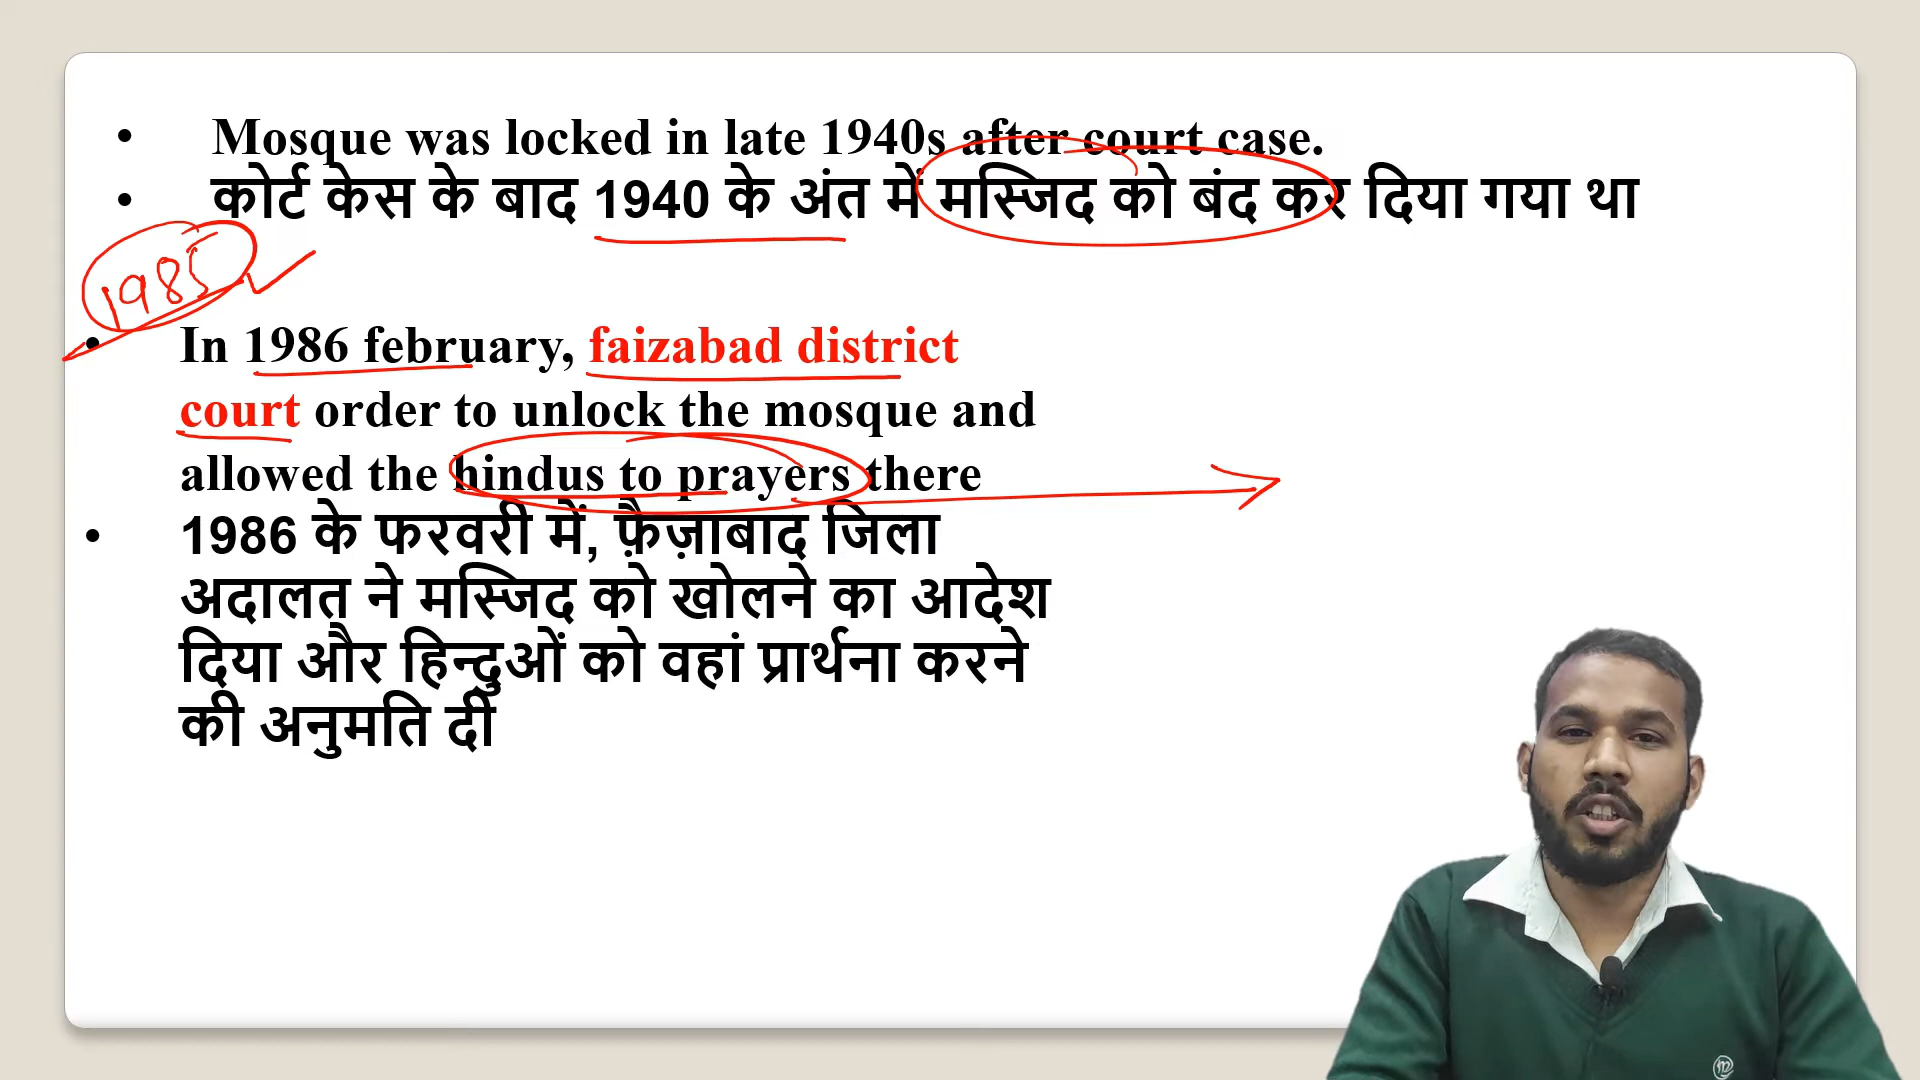 Mosque was locked in late 1940s after court case.
कोर्ट केस के बाद 1940 के अंत में मस्जिद को बंद कर दिया गया था
1985
In 1986 february, faizabad district
court order to unlock the mosque and
allowed the hindus to prayers there
1986 के फरवरी में, फ़ैज़ाबाद जिला
अदालत ने मस्जिद को खोलने का आदेश
दिया और हिन्दुओं को वहां प्रार्थना करने
की अनुमति दी